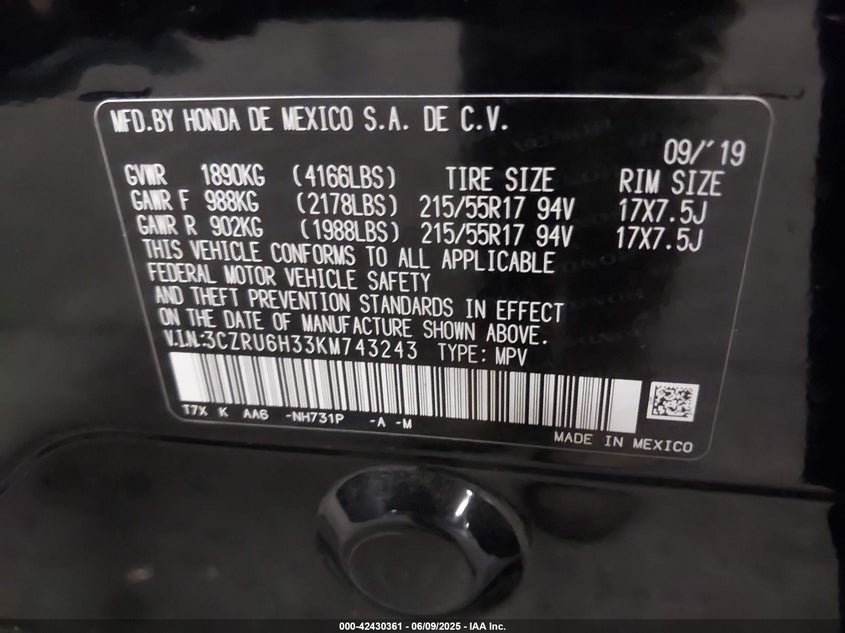 MFD.BY HONDA DE MEXICO S.A. DE C.V.
09/'19
GVWR 1890KG (4166LBS) TIRE SIZE RIM SIZE
GAWR F 988KG (2178LBS) 215/55R17 94V 17X7.5J
GAWR R 902KG (1988LBS) 215/55R17 94V 17X7.5J
THIS VEHICLE CONFORMS TO ALL APPLICABLE
FEDERAL MOTOR VEHICLE SAFETY
AND THEFT PREVENTION STANDARDS IN EFFECT
ON THE DATE OF MANUFACTURE SHOWN ABOVE.
V.I.N:3CZRU6H33KM743243 TYPE: MPV
T7X K AA6 -NH731P -A -M
MADE IN MEXICO
000-42430361 | 06/09/2025 - IAA Inc.